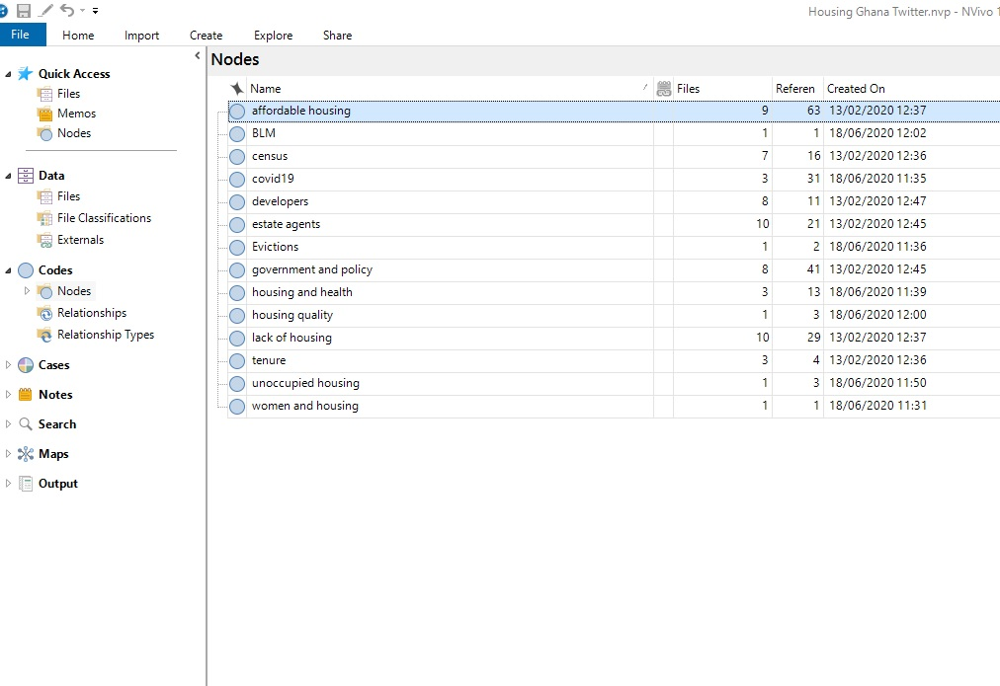 Housing Ghana Twitter.nvp - NVivo 1
File Home Import Create Explore Share
Quick Access
Files
Memos
Nodes
Data
Files
File Classifications
Externals
Codes
Nodes
Relationships
Relationship Types
Cases
Notes
Search
Maps
Output
Nodes
Name Files Referen Created On
affordable housing 9 63 13/02/2020 12:37
BLM 1 1 18/06/2020 12:02
census 7 16 13/02/2020 12:36
covid19 3 31 18/06/2020 11:35
developers 8 11 13/02/2020 12:47
estate agents 10 21 13/02/2020 12:45
Evictions 1 2 18/06/2020 11:36
government and policy 8 41 13/02/2020 12:45
housing and health 3 13 18/06/2020 11:39
housing quality 1 3 18/06/2020 12:00
lack of housing 10 29 13/02/2020 12:37
tenure 3 4 13/02/2020 12:36
unoccupied housing 1 3 18/06/2020 11:50
women and housing 1 1 18/06/2020 11:31